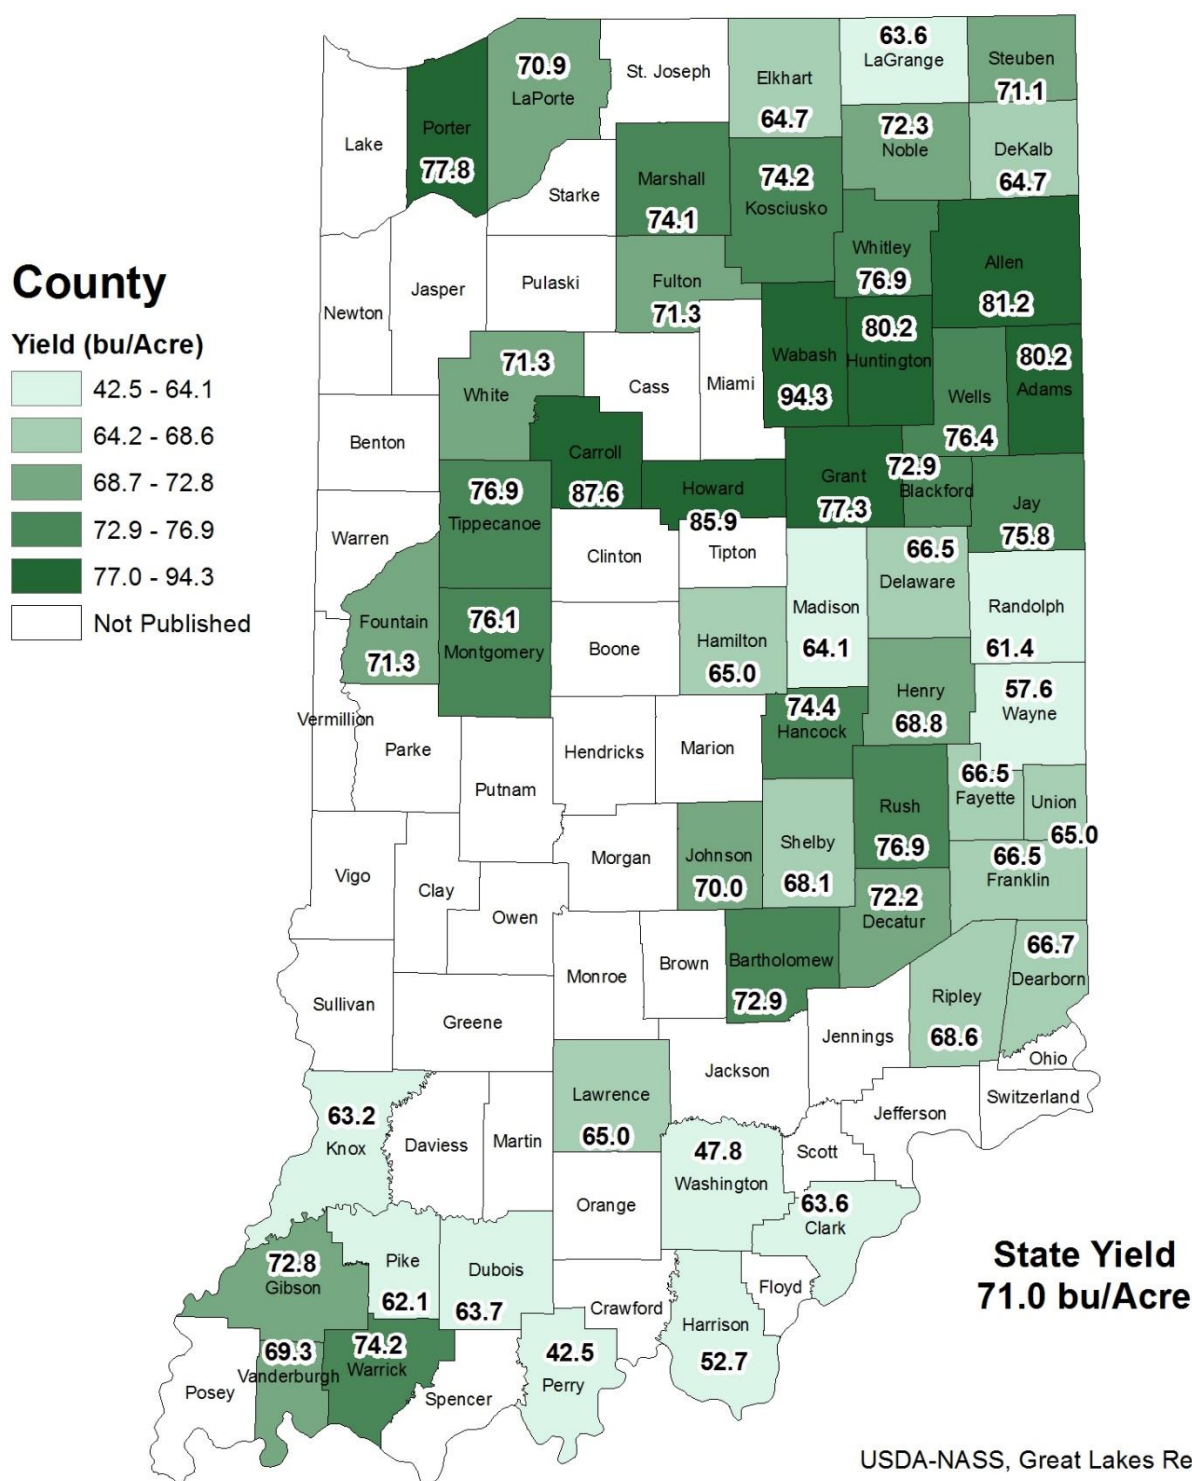 County
Yield (bu/Acre)
42.5 - 64.1
64.2 - 68.6
68.7 - 72.8
72.9 - 76.9
77.0 - 94.3
Not Published
Lake
Porter
77.8
70.9
LaPorte
St. Joseph
Elkhart
64.7
63.6
LaGrange
Steuben
71.1
72.3
Noble
DeKalb
64.7
Starke
Marshall
74.1
74.2
Kosciusko
Whitley
76.9
Allen
81.2
Newton
Jasper
Pulaski
Fulton
71.3
Wabash
94.3
80.2
Huntington
80.2
Adams
71.3
White
Cass
Miami
Wells
76.4
Benton
Carroll
87.6
Howard
85.9
Grant
77.3
72.9
Blackford
Jay
75.8
Warren
76.9
Tippecanoe
Clinton
Tipton
66.5
Delaware
Randolph
61.4
Fountain
71.3
76.1
Montgomery
Boone
Hamilton
65.0
Madison
64.1
Henry
68.8
57.6
Wayne
Vermillion
Parke
Putnam
Hendricks
Marion
74.4
Hancock
Rush
76.9
66.5
Fayette
Union
65.0
Vigo
Clay
Owen
Morgan
Johnson
70.0
Shelby
68.1
72.2
Decatur
66.5
Franklin
Sullivan
Greene
Monroe
Brown
Bartholomew
72.9
Jennings
Ripley
68.6
66.7
Dearborn
Ohio
Switzerland
63.2
Knox
Daviess
Martin
Lawrence
65.0
Jackson
Jefferson
Scott
47.8
Washington
63.6
Clark
Orange
72.8
Gibson
Pike
62.1
Dubois
63.7
Crawford
Harrison
52.7
Floyd
Posey
69.3
Vanderburgh
74.2
Warrick
Spencer
42.5
Perry
State Yield
71.0 bu/Acre
USDA-NASS, Great Lakes Re